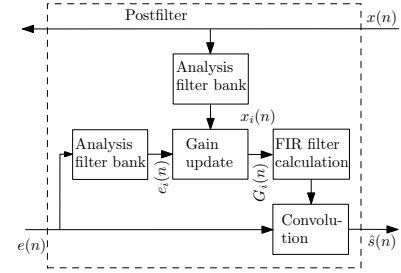 Postfilter
x(n)
Analysis
filter bank
x_i(n)
Analysis
filter bank
e_i(n)
Gain
update
G_i(n)
FIR filter
calculation
e(n)
Convolu-
tion
ŝ(n)